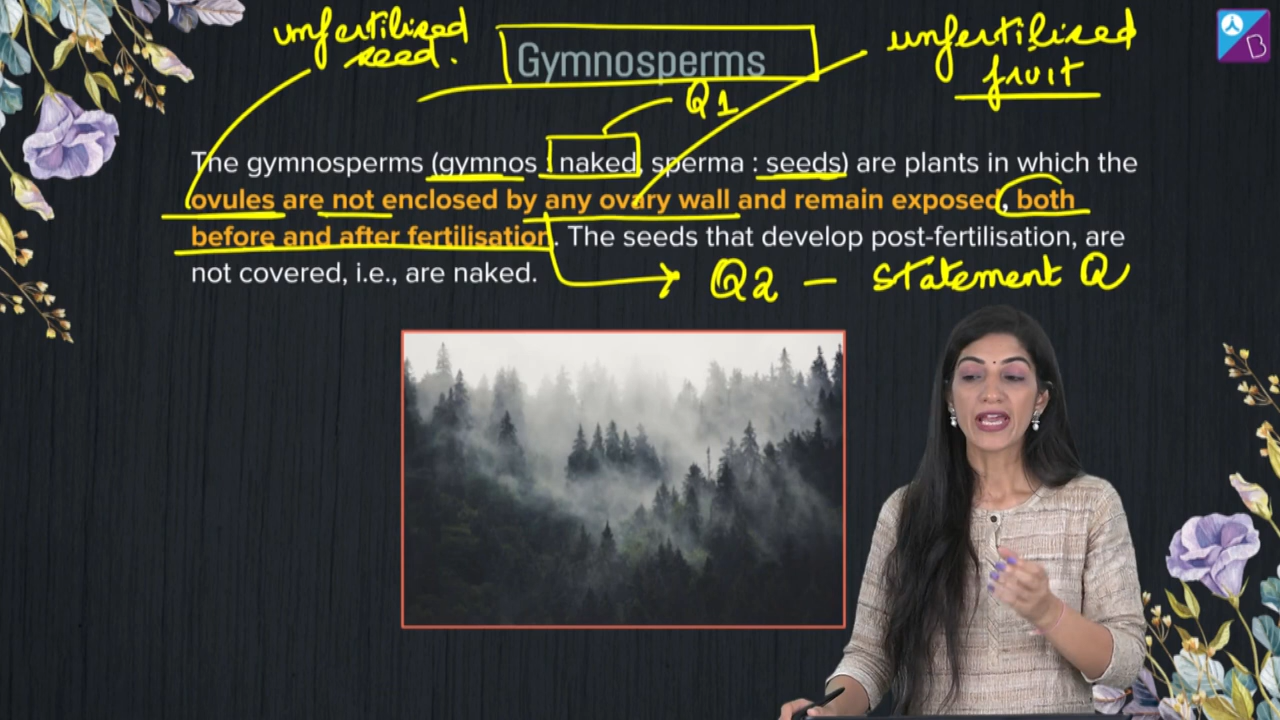 unfertilised
seed.
unfertilised
fruit
Gymnosperms
Q1
The gymnosperms (gymnos : naked, sperma : seeds) are plants in which the
ovules are not enclosed by any ovary wall and remain exposed, both
before and after fertilisation. The seeds that develop post-fertilisation, are
not covered, i.e., are naked.
Q2 – statement Q
B